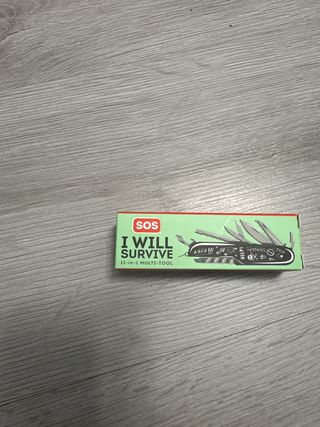 SOS
I WILL
SURVIVE
11-in-1 MULTI-TOOL